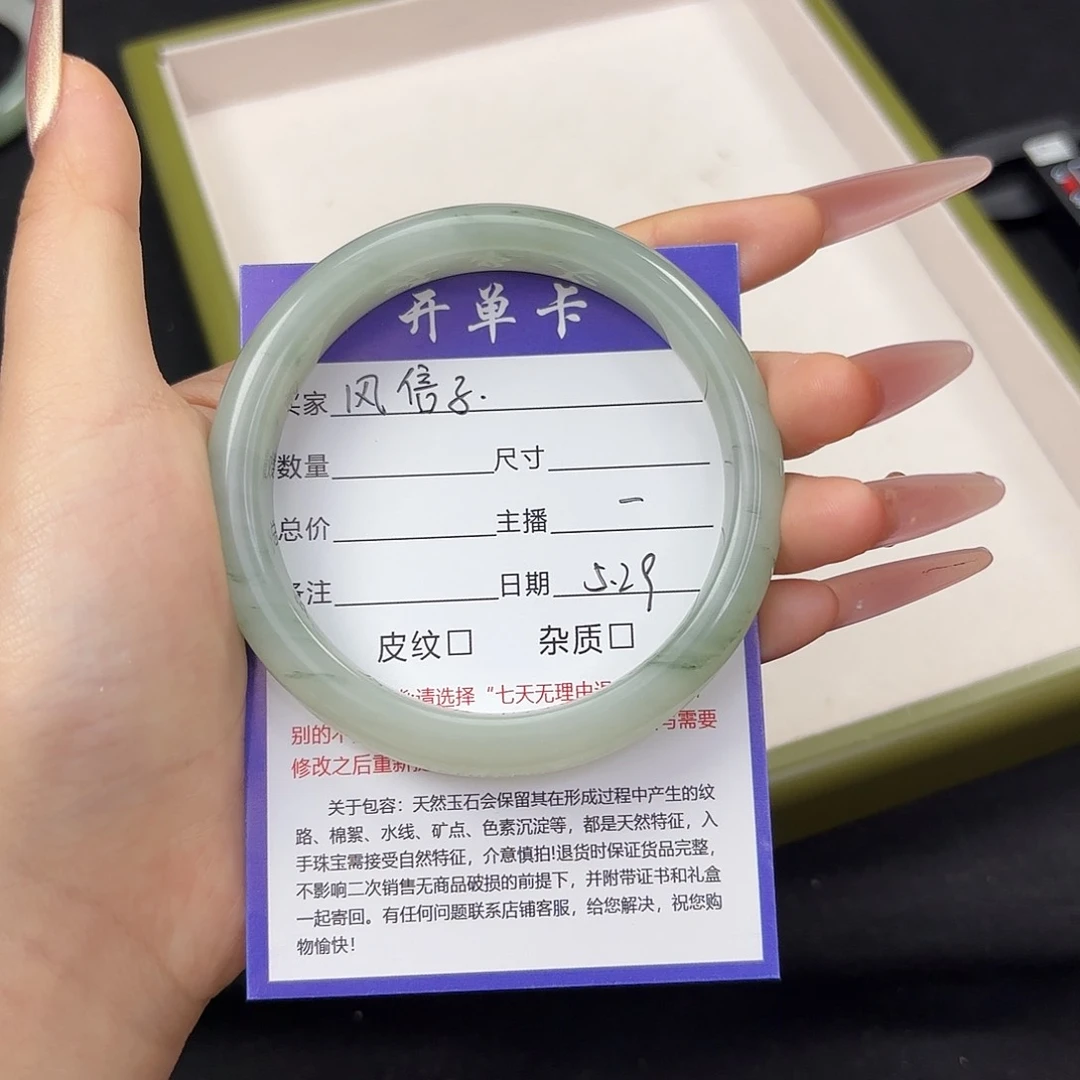 开单卡
买家 风信子.
数量 尺寸
总价 主播 一
备注 日期 5.29
皮纹□ 杂质□
请选择“七天无理由
别的不 需要
修改之后重新
关于包容：天然玉石会保留其在形成过程中产生的纹
路、棉絮、水线、矿点、色素沉淀等，都是天然特征，入
手珠宝需接受自然特征，介意慎拍!退货时保证货品完整，
不影响二次销售无商品破损的前提下，并附带证书和礼盒
一起寄回。有任何问题联系店铺客服，给您解决，祝您购
物愉快!